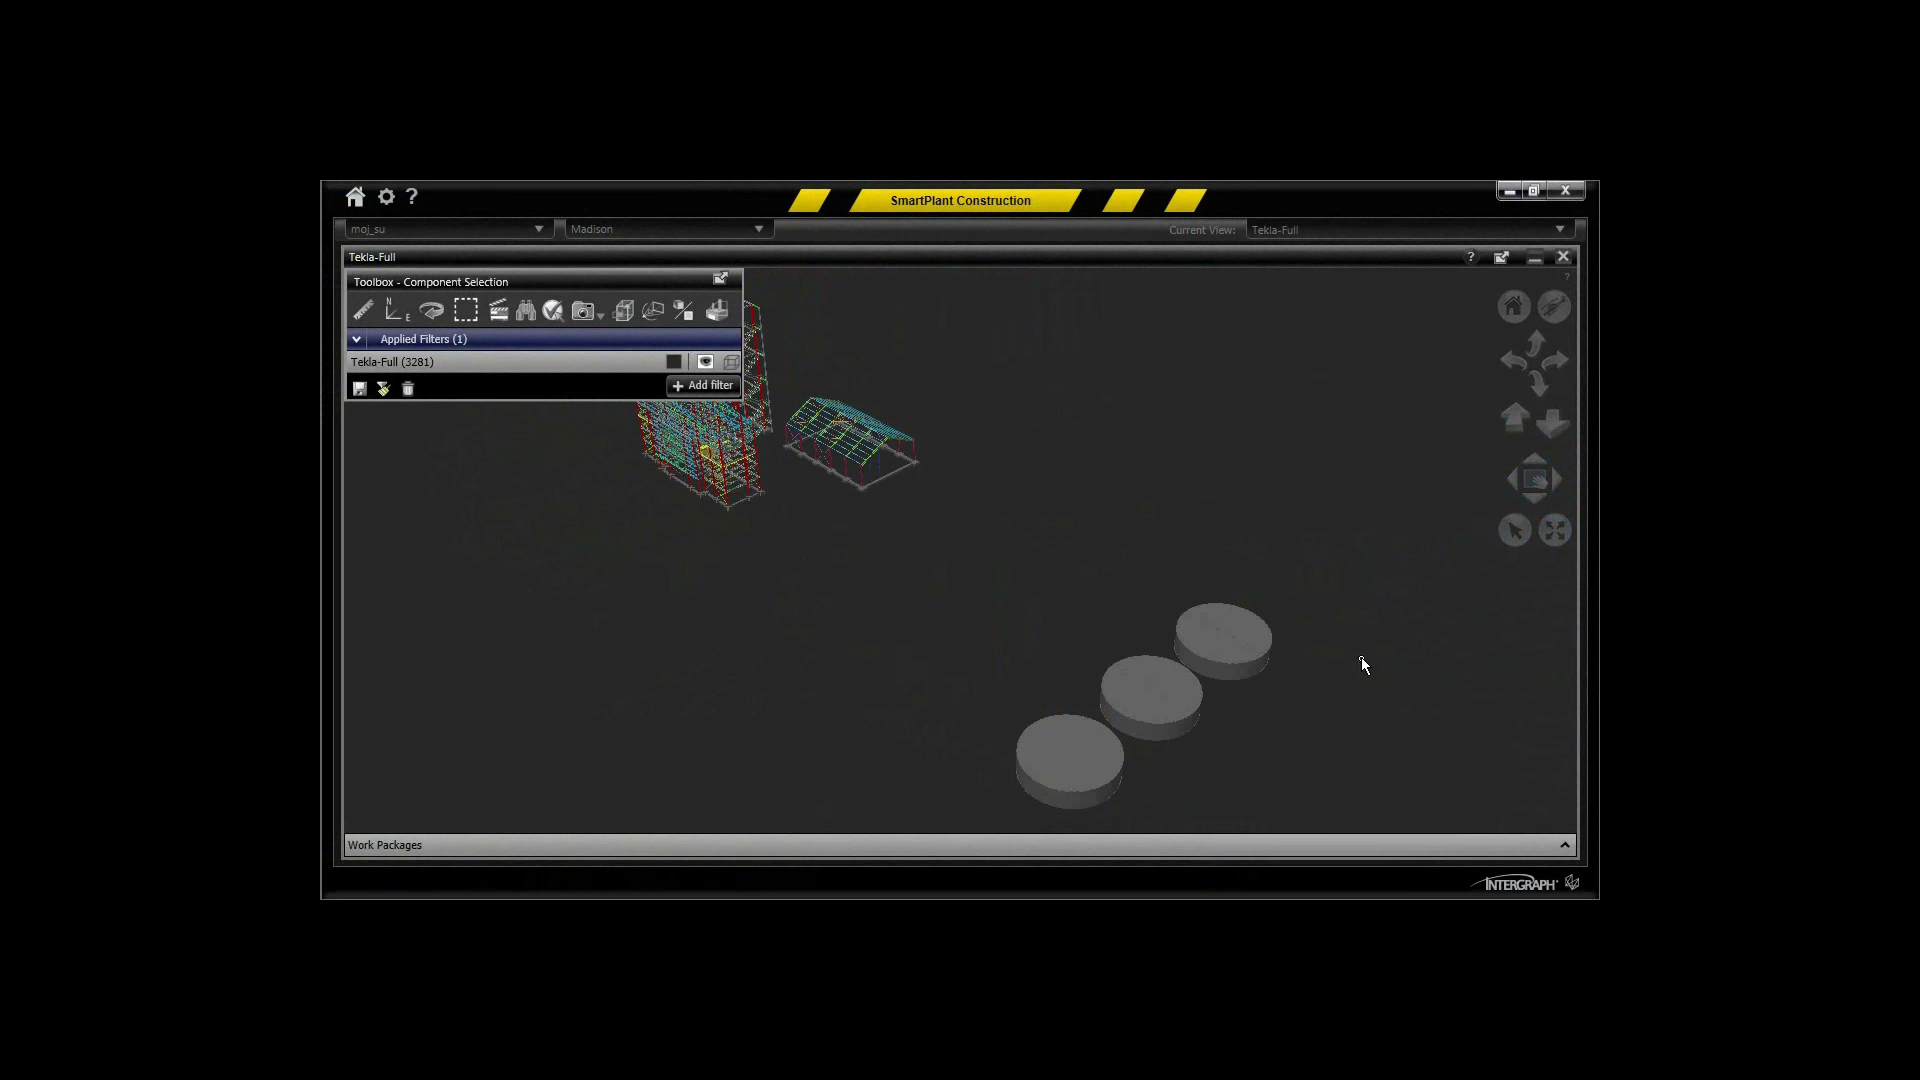 SmartPlant Construction
moj_su
Madison
Current View:
Tekla-Full
Tekla-Full
Toolbox - Component Selection
N
E
Applied Filters (1)
Tekla-Full (3281)
Add filter
Work Packages
INTERGRAPH